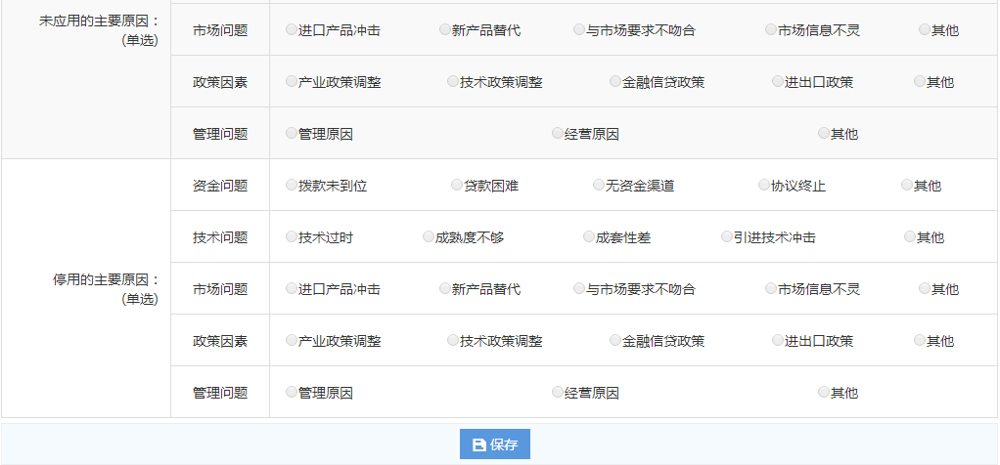 未应用的主要原因：
(单选)
市场问题 进口产品冲击 新产品替代 与市场要求不吻合 市场信息不灵 其他
政策因素 产业政策调整 技术政策调整 金融信贷政策 进出口政策 其他
管理问题 管理原因 经营原因 其他
停用的主要原因：
(单选)
资金问题 拨款未到位 贷款困难 无资金渠道 协议终止 其他
技术问题 技术过时 成熟度不够 成套性差 引进技术冲击 其他
市场问题 进口产品冲击 新产品替代 与市场要求不吻合 市场信息不灵 其他
政策因素 产业政策调整 技术政策调整 金融信贷政策 进出口政策 其他
管理问题 管理原因 经营原因 其他
保存